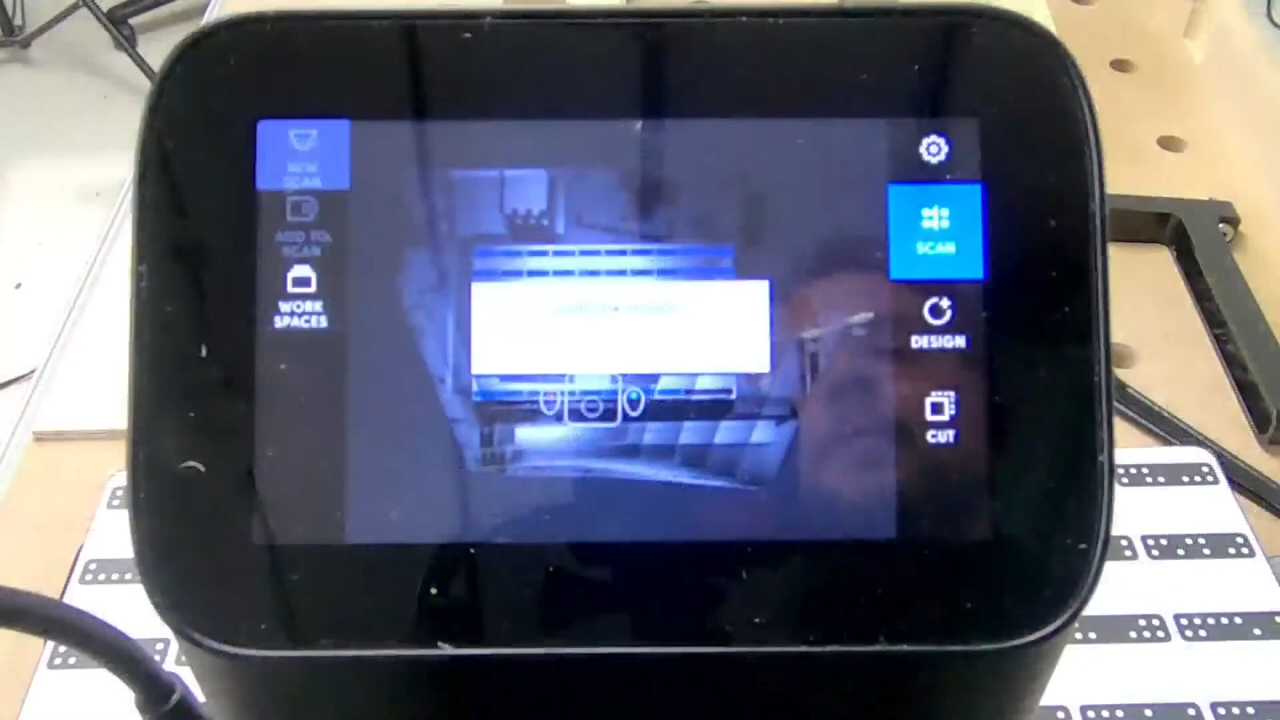 NEW
SCAN
ADD TO
SCAN
WORK
SPACES
SCAN
DESIGN
CUT